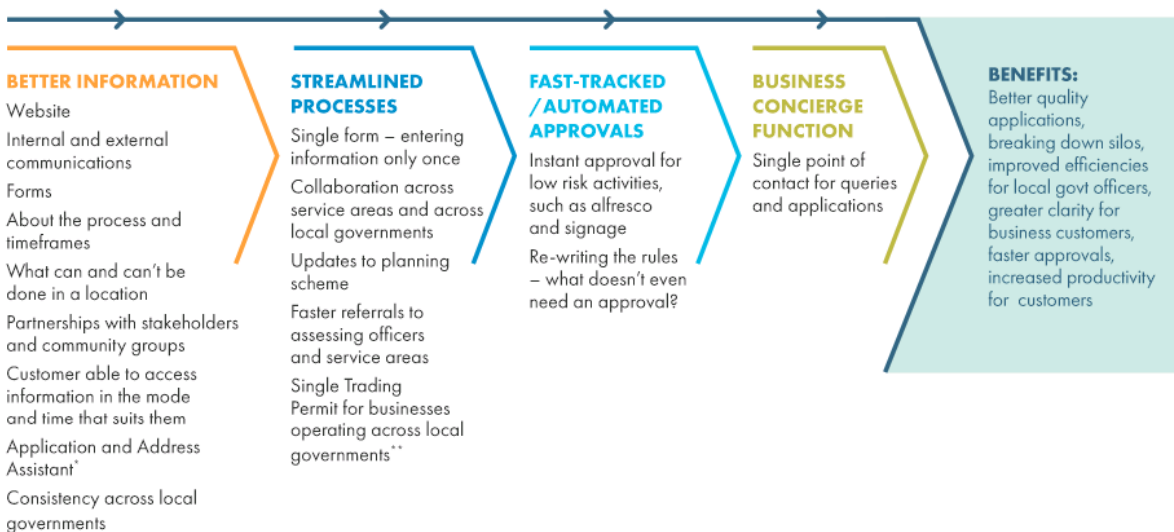 BETTER INFORMATION
Website
Internal and external
communications
Forms
About the process and
timeframes
What can and can't be
done in a location
Partnerships with stakeholders
and community groups
Customer able to access
information in the mode
and time that suits them
Application and Address
Assistant*
Consistency across local
governments
STREAMLINED
PROCESSES
Single form – entering
information only once
Collaboration across
service areas and across
local governments
Updates to planning
scheme
Faster referrals to
assessing officers
and service areas
Single Trading
Permit for businesses
operating across local
governments**
FAST-TRACKED
/AUTOMATED
APPROVALS
Instant approval for
low risk activities,
such as alfresco
and signage
Re-writing the rules
– what doesn't even
need an approval?
BUSINESS
CONCIERGE
FUNCTION
Single point of
contact for queries
and applications
BENEFITS:
Better quality
applications,
breaking down silos,
improved efficiencies
for local govt officers,
greater clarity for
business customers,
faster approvals,
increased productivity
for customers